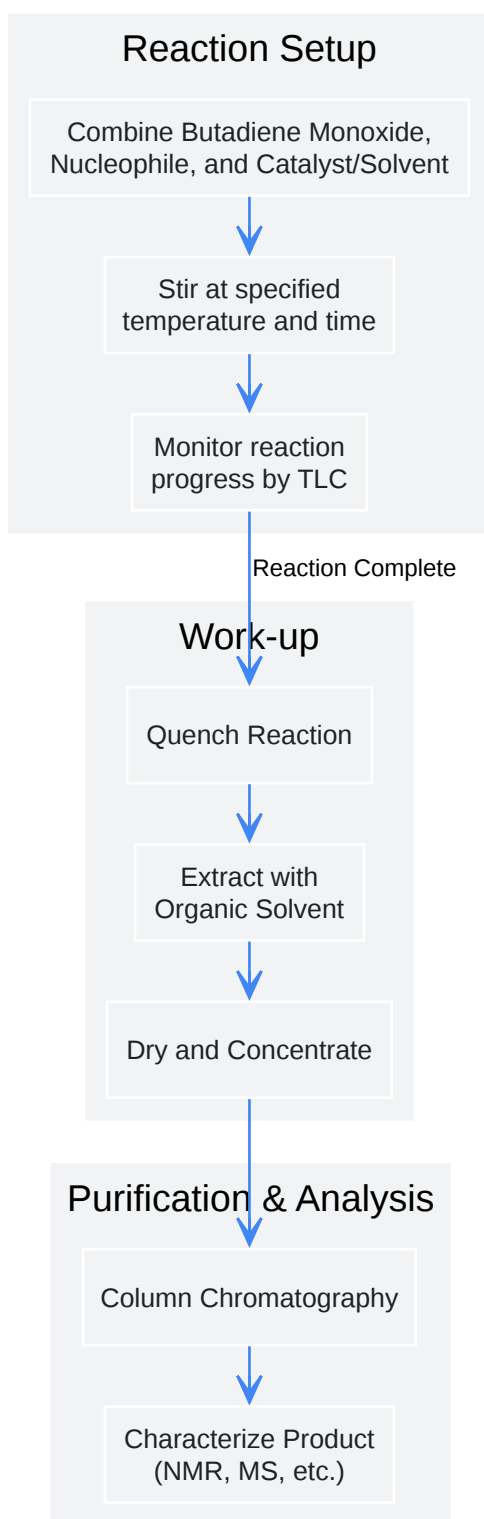 Reaction Setup
Combine Butadiene Monoxide,
Nucleophile, and Catalyst/Solvent
Stir at specified
temperature and time
Monitor reaction
progress by TLC
Reaction Complete
Work-up
Quench Reaction
Extract with
Organic Solvent
Dry and Concentrate
Purification & Analysis
Column Chromatography
Characterize Product
(NMR, MS, etc.)